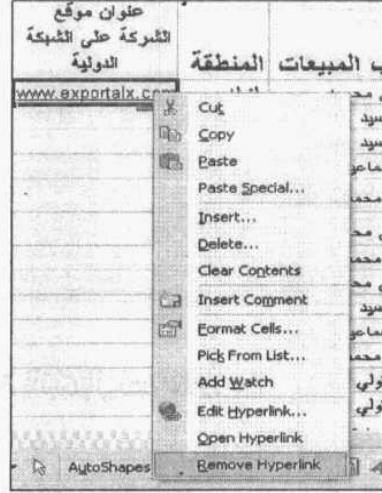 علوان موقع
الشركة على الشبكة
الدولية
المنطقة
المبيعات
www.exportalx.com
Cut
Copy
Paste
Paste Special...
Insert...
Delete...
Clear Contents
Insert Comment
Format Cells...
Pick From List...
Add Watch
Edit Hyperlink...
Open Hyperlink
AutoShapes
Remove Hyperlink